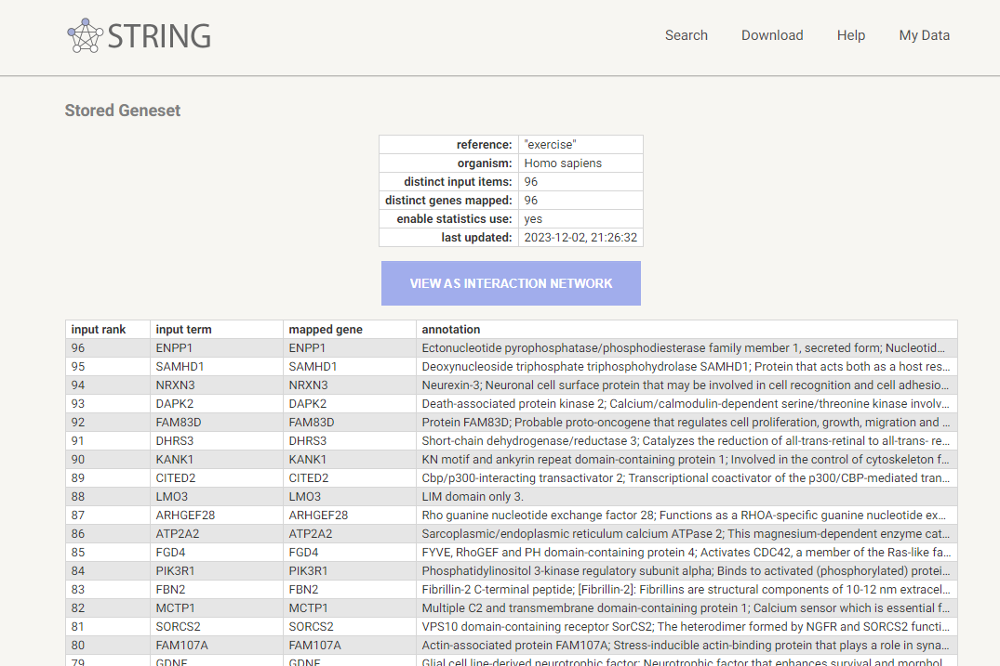 STRING
Search Download Help My Data
Stored Geneset
reference: "exercise"
organism: Homo sapiens
distinct input items: 96
distinct genes mapped: 96
enable statistics use: yes
last updated: 2023-12-02, 21:26:32
VIEW AS INTERACTION NETWORK
input rank input term mapped gene annotation
96 ENPP1 ENPP1 Ectonucleotide pyrophosphatase/phosphodiesterase family member 1, secreted form; Nucleotid...
95 SAMHD1 SAMHD1 Deoxynucleoside triphosphate triphosphohydrolase SAMHD1; Protein that acts both as a host res...
94 NRXN3 NRXN3 Neurexin-3; Neuronal cell surface protein that may be involved in cell recognition and cell adhesio...
93 DAPK2 DAPK2 Death-associated protein kinase 2; Calcium/calmodulin-dependent serine/threonine kinase involv...
92 FAM83D FAM83D Protein FAM83D; Probable proto-oncogene that regulates cell proliferation, growth, migration and ...
91 DHRS3 DHRS3 Short-chain dehydrogenase/reductase 3; Catalyzes the reduction of all-trans-retinal to all-trans- re...
90 KANK1 KANK1 KN motif and ankyrin repeat domain-containing protein 1; Involved in the control of cytoskeleton f...
89 CITED2 CITED2 Cbp/p300-interacting transactivator 2; Transcriptional coactivator of the p300/CBP-mediated tran...
88 LMO3 LMO3 LIM domain only 3.
87 ARHGEF28 ARHGEF28 Rho guanine nucleotide exchange factor 28; Functions as a RHOA-specific guanine nucleotide ex...
86 ATP2A2 ATP2A2 Sarcoplasmic/endoplasmic reticulum calcium ATPase 2; This magnesium-dependent enzyme cat...
85 FGD4 FGD4 FYVE, RhoGEF and PH domain-containing protein 4; Activates CDC42, a member of the Ras-like fa...
84 PIK3R1 PIK3R1 Phosphatidylinositol 3-kinase regulatory subunit alpha; Binds to activated (phosphorylated) protei...
83 FBN2 FBN2 Fibrillin-2 C-terminal peptide; [Fibrillin-2]: Fibrillins are structural components of 10-12 nm extracel...
82 MCTP1 MCTP1 Multiple C2 and transmembrane domain-containing protein 1; Calcium sensor which is essential f...
81 SORCS2 SORCS2 VPS10 domain-containing receptor SorCS2; The heterodimer formed by NGFR and SORCS2 functi...
80 FAM107A FAM107A Actin-associated protein FAM107A; Stress-inducible actin-binding protein that plays a role in syna...
79 GDNF GDNF Glial cell line-derived neurotrophic factor; Neurotrophic factor that enhances survival and morphol...